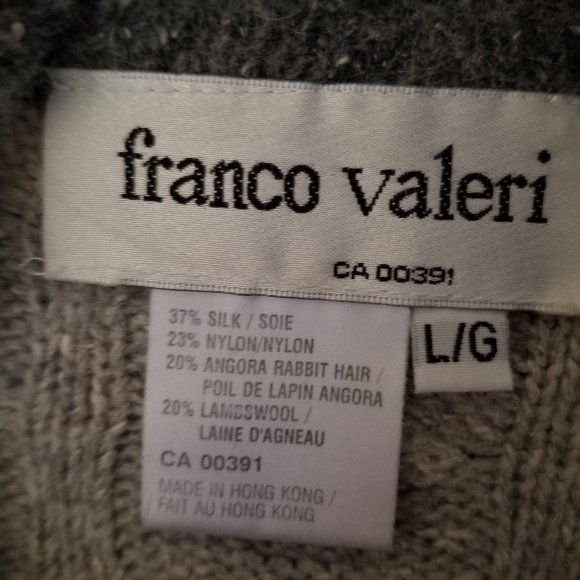 franco valeri
CA 00391
37% SILK / SOIE
23% NYLON/NYLON
20% ANGORA RABBIT HAIR /
POIL DE LAPIN ANGORA
20% LAMBSWOOL /
LAINE D'AGNEAU
CA 00391
MADE IN HONG KONG /
FAIT AU HONG KONG
L/G